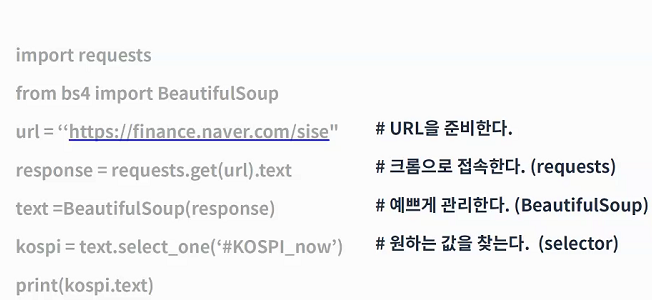 import requests
from bs4 import BeautifulSoup
url = ‘‘https://finance.naver.com/sise" # URL을 준비한다.
response = requests.get(url).text # 크롬으로 접속한다. (requests)
text =BeautifulSoup(response) # 예쁘게 관리한다. (BeautifulSoup)
kospi = text.select_one(‘#KOSPI_now’) # 원하는 값을 찾는다. (selector)
print(kospi.text)